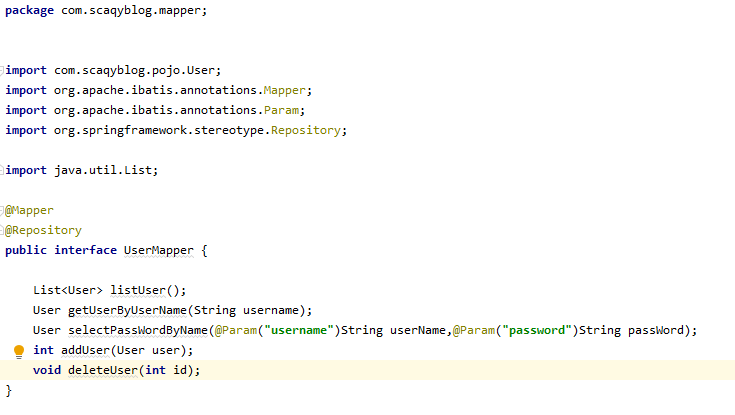 package com.scaqyblog.mapper;
import com.scaqyblog.pojo.User;
import org.apache.ibatis.annotations.Mapper;
import org.apache.ibatis.annotations.Param;
import org.springframework.stereotype.Repository;
import java.util.List;
@Mapper
@Repository
public interface UserMapper {
List<User> listUser();
User getUserByUserName(String username);
User selectPassWordByName(@Param("username")String userName,@Param("password")String passWord);
int addUser(User user);
void deleteUser(int id);
}